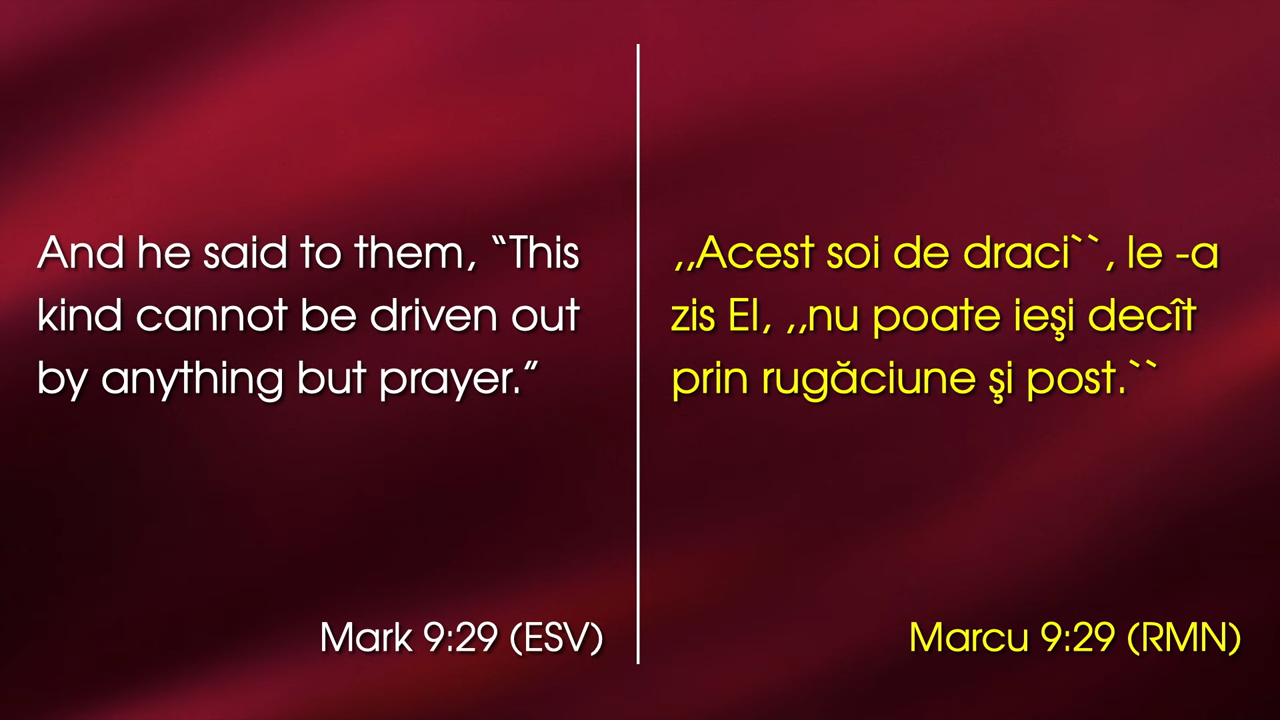 And he said to them, “This
kind cannot be driven out
by anything but prayer.”
Mark 9:29 (ESV)
,,Acest soi de draci``, le -a
zis El, ,,nu poate ieşi decît
prin rugăciune şi post.``
Marcu 9:29 (RMN)